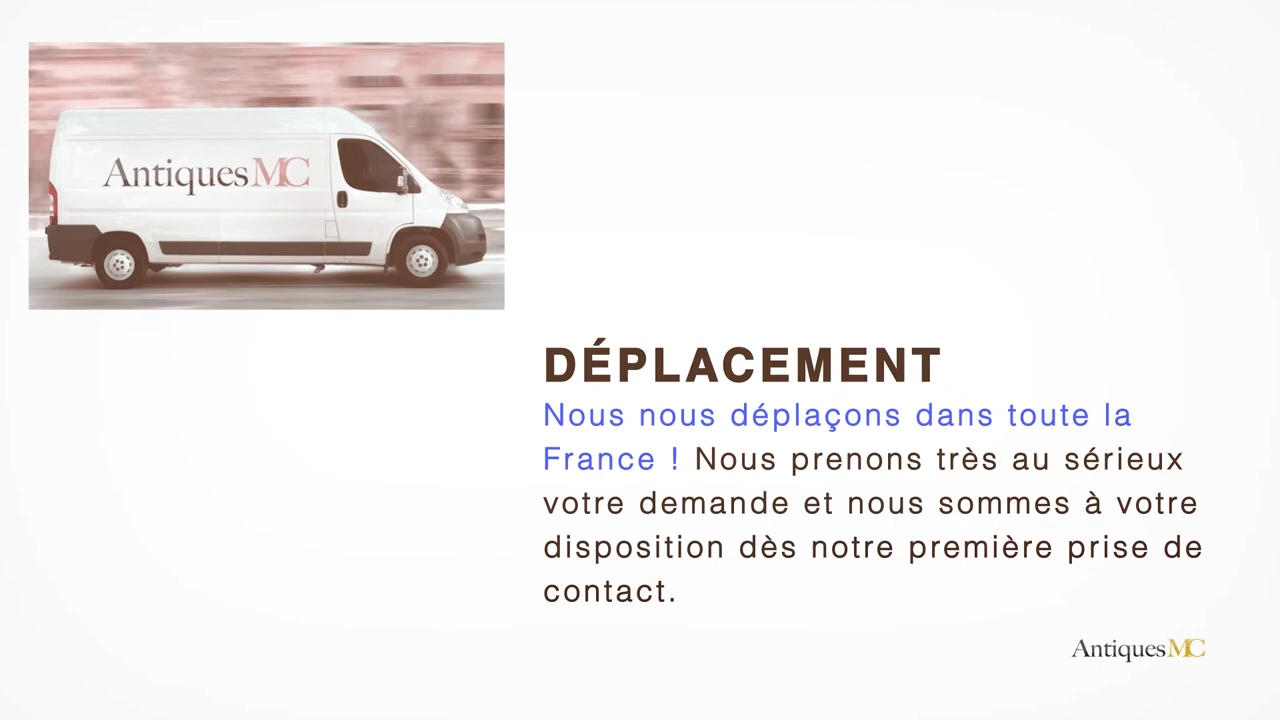 AntiquesMC
DÉPLACEMENT
Nous nous déplaçons dans toute la
France ! Nous prenons très au sérieux
votre demande et nous sommes à votre
disposition dès notre première prise de
contact.
AntiquesMC